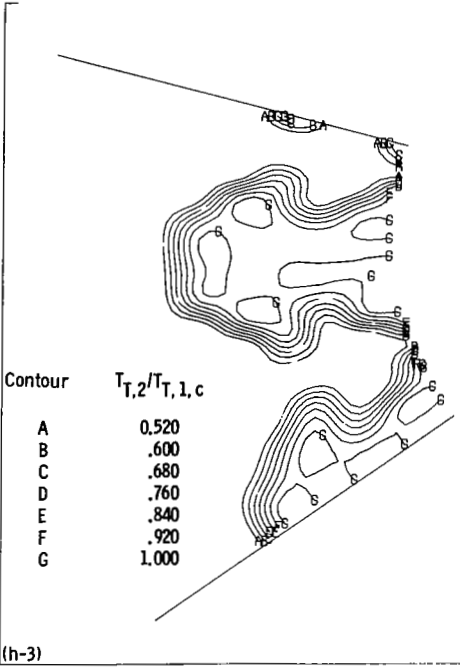 Contour T_T,2/T_T,1,c
A 0.520
B .600
C .680
D .760
E .840
F .920
G 1.000
(h-3)